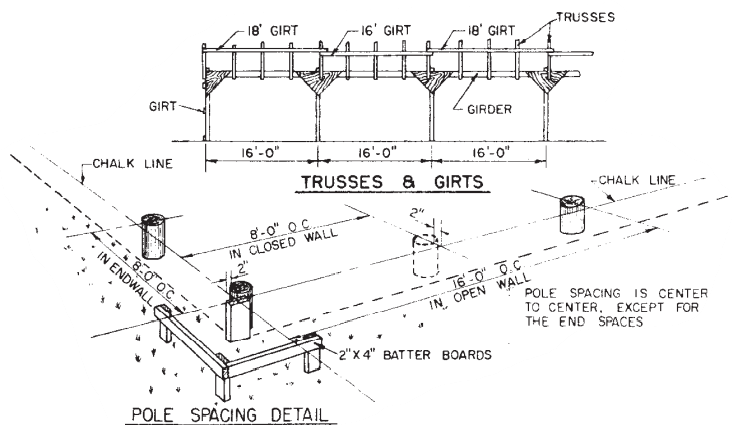 TRUSSES
18' GIRT
16' GIRT
18' GIRT
GIRT
GIRDER
16'-0"
16'-0"
16'-0"
TRUSSES & GIRTS
CHALK LINE
CHALK LINE
8'-0" O.C.
IN CLOSED WALL
2"
8'-0" O.C.
IN ENDWALL
2"
16'-0" O.C.
IN OPEN WALL
POLE SPACING IS CENTER
TO CENTER, EXCEPT FOR
THE END SPACES
2"X4" BATTER BOARDS
POLE SPACING DETAIL